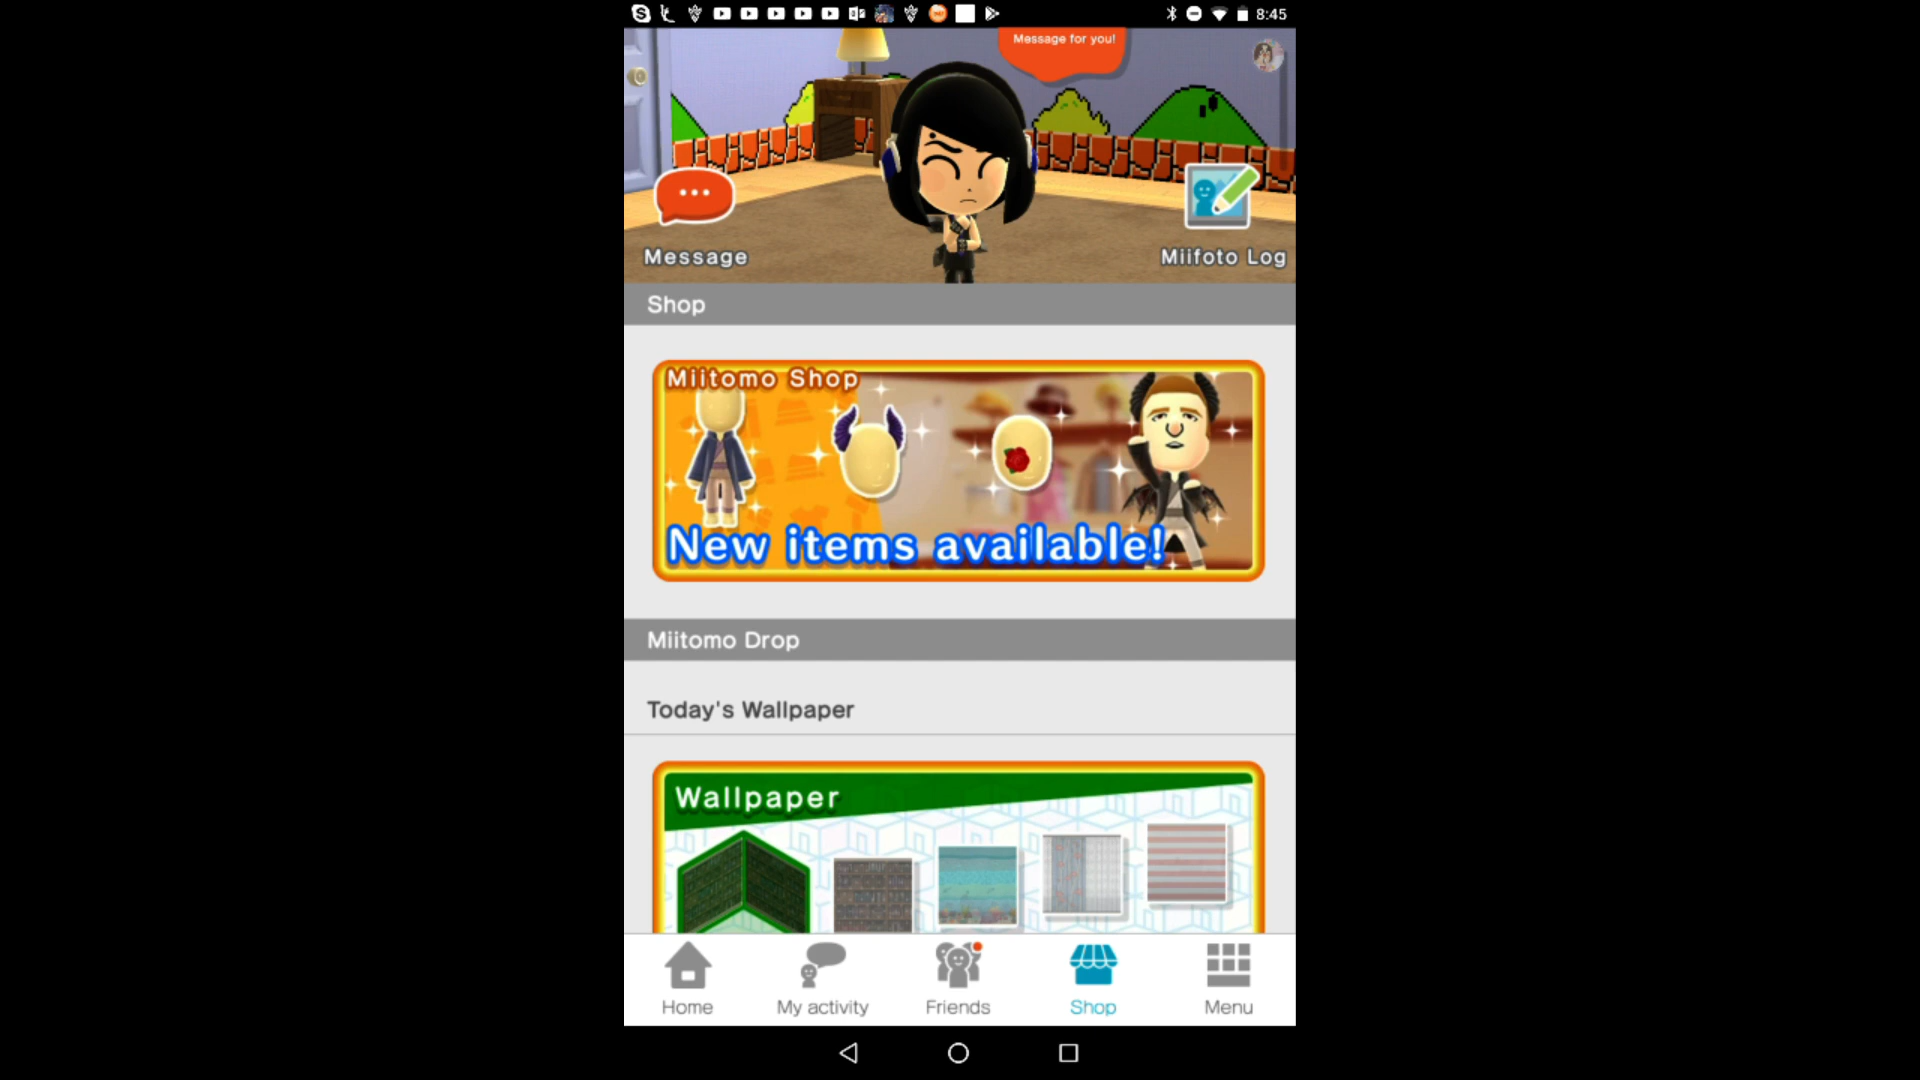 8:45
Message for you!
Message
Miifoto Log
Shop
Miitomo Shop
New items available!
Miitomo Drop
Today's Wallpaper
Wallpaper
Home
My activity
Friends
Shop
Menu